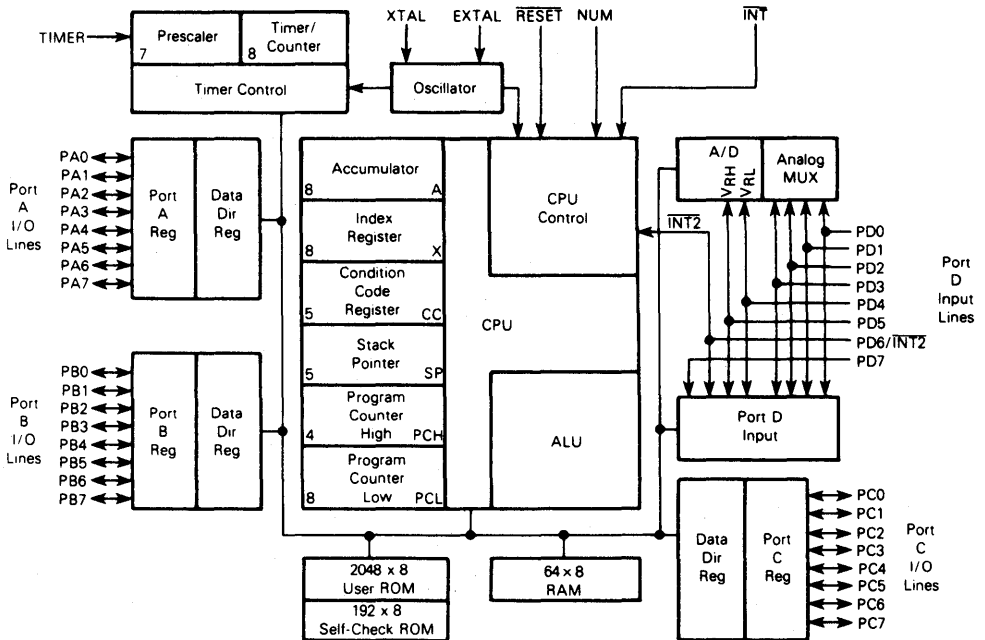 XTAL EXTAL RESET NUM INT
TIMER
Prescaler
7
Timer/
Counter
8
Timer Control
Oscillator
Port
A
I/O
Lines
PA0
PA1
PA2
PA3
PA4
PA5
PA6
PA7
Port
A
Reg
Data
Dir
Reg
Accumulator
8 A
Index
Register
8 X
Condition
Code
Register
5 CC
Stack
Pointer
5 SP
Program
Counter
High
4 PCH
Program
Counter
Low
8 PCL
CPU
Control
CPU
ALU
INT2
A/D
VRH
VRL
Analog
MUX
PD0
PD1
PD2
PD3
PD4
PD5
PD6/INT2
PD7
Port
D
Input
Lines
Port D
Input
Port
B
I/O
Lines
PB0
PB1
PB2
PB3
PB4
PB5
PB6
PB7
Port
B
Reg
Data
Dir
Reg
2048 x 8
User ROM
192 x 8
Self-Check ROM
64 x 8
RAM
Data
Dir
Reg
Port
C
Reg
PC0
PC1
PC2
PC3
PC4
PC5
PC6
PC7
Port
C
I/O
Lines